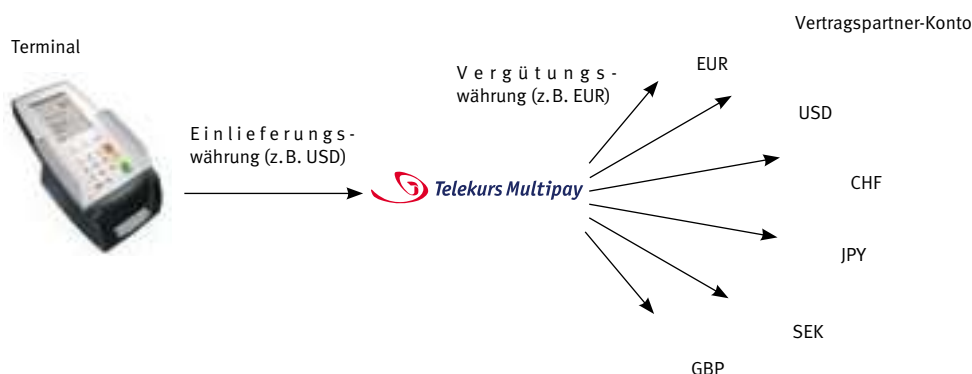 Vertragspartner-Konto
Terminal
Vergütungs-
währung (z.B. EUR)
EUR
USD
Einlieferungs-
währung (z.B. USD)
Telekurs Multipay
CHF
JPY
SEK
GBP